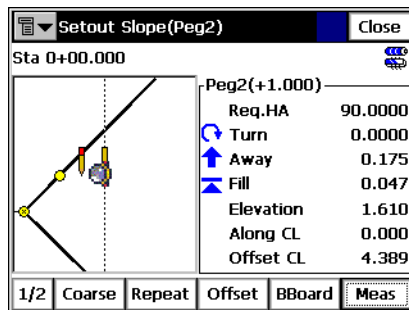 Setout Slope(Peg2)
Close
Sta 0+00.000
Peg2(+1.000)
Req.HA 90.0000
Turn 0.0000
Away 0.175
Fill 0.047
Elevation 1.610
Along CL 0.000
Offset CL 4.389
1/2 Coarse Repeat Offset BBoard Meas